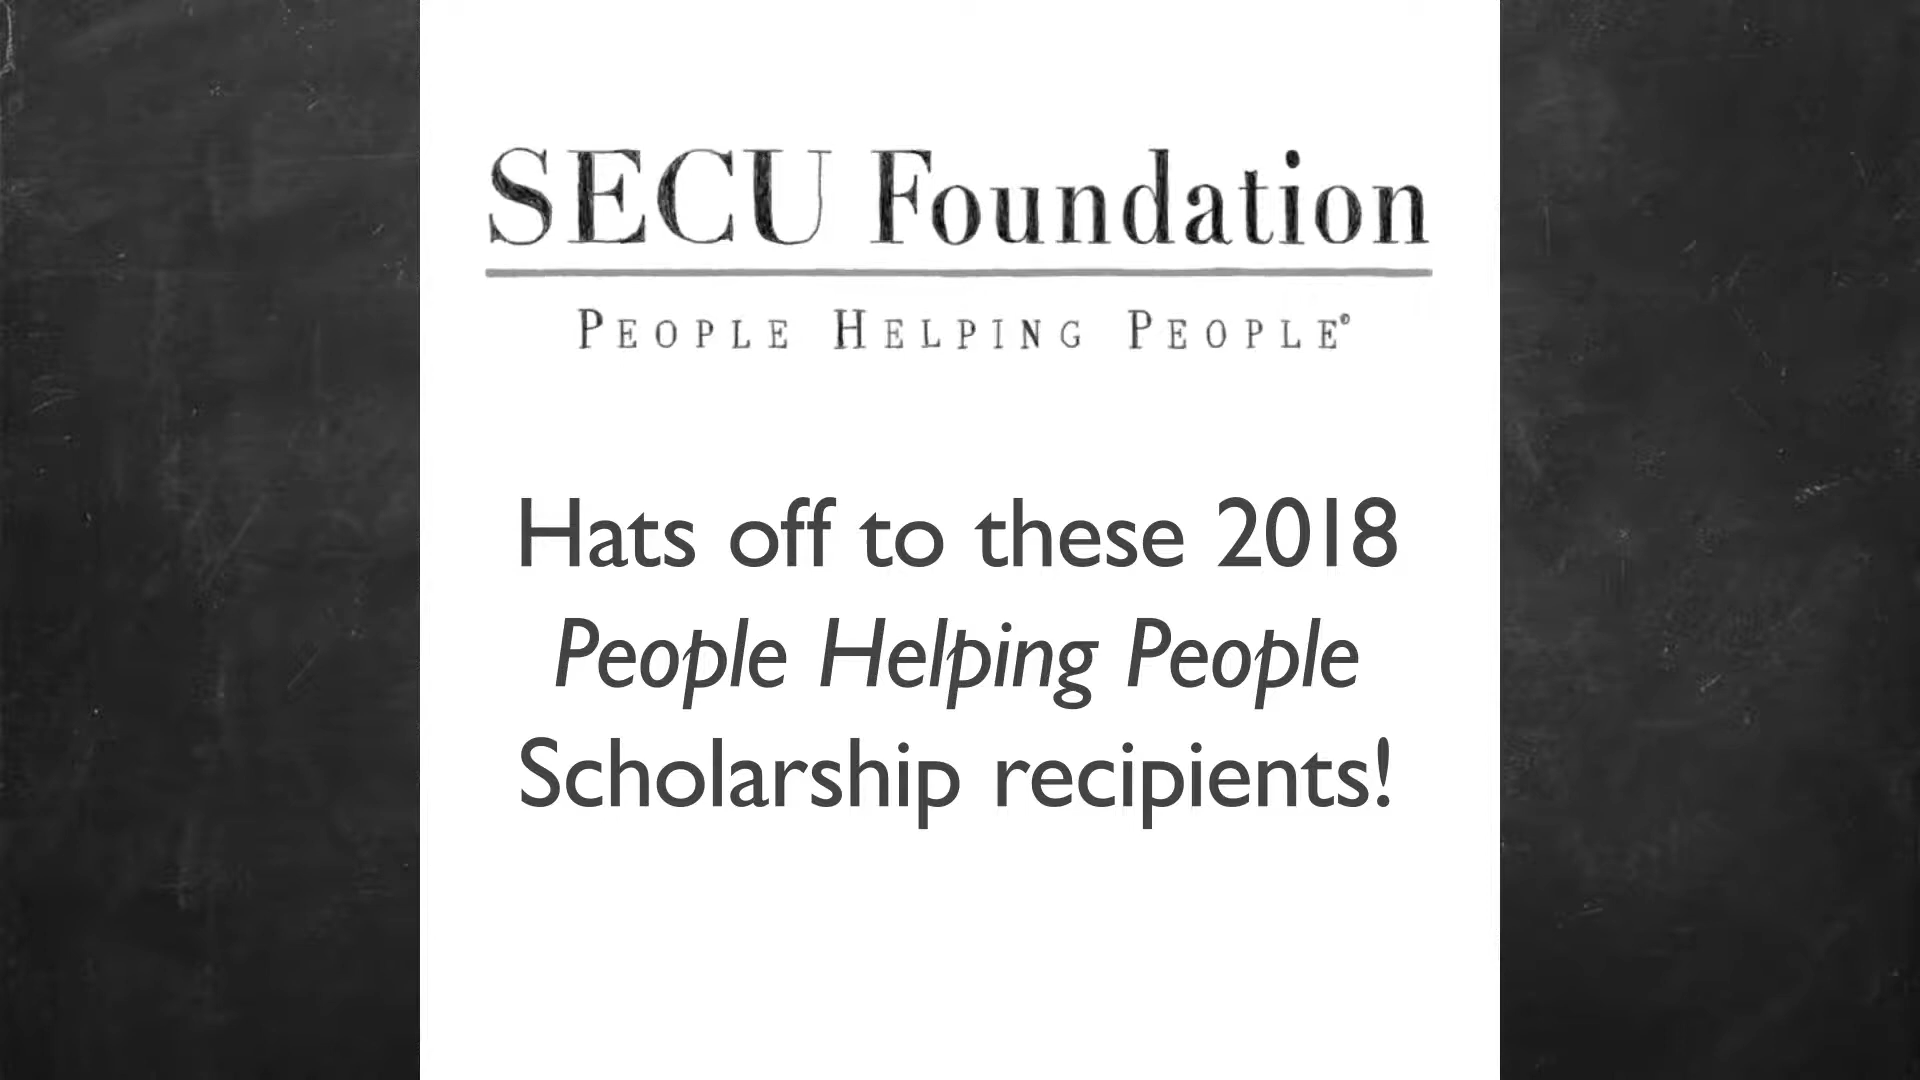 SECU Foundation
PEOPLE HELPING PEOPLE®
Hats off to these 2018
People Helping People
Scholarship recipients!